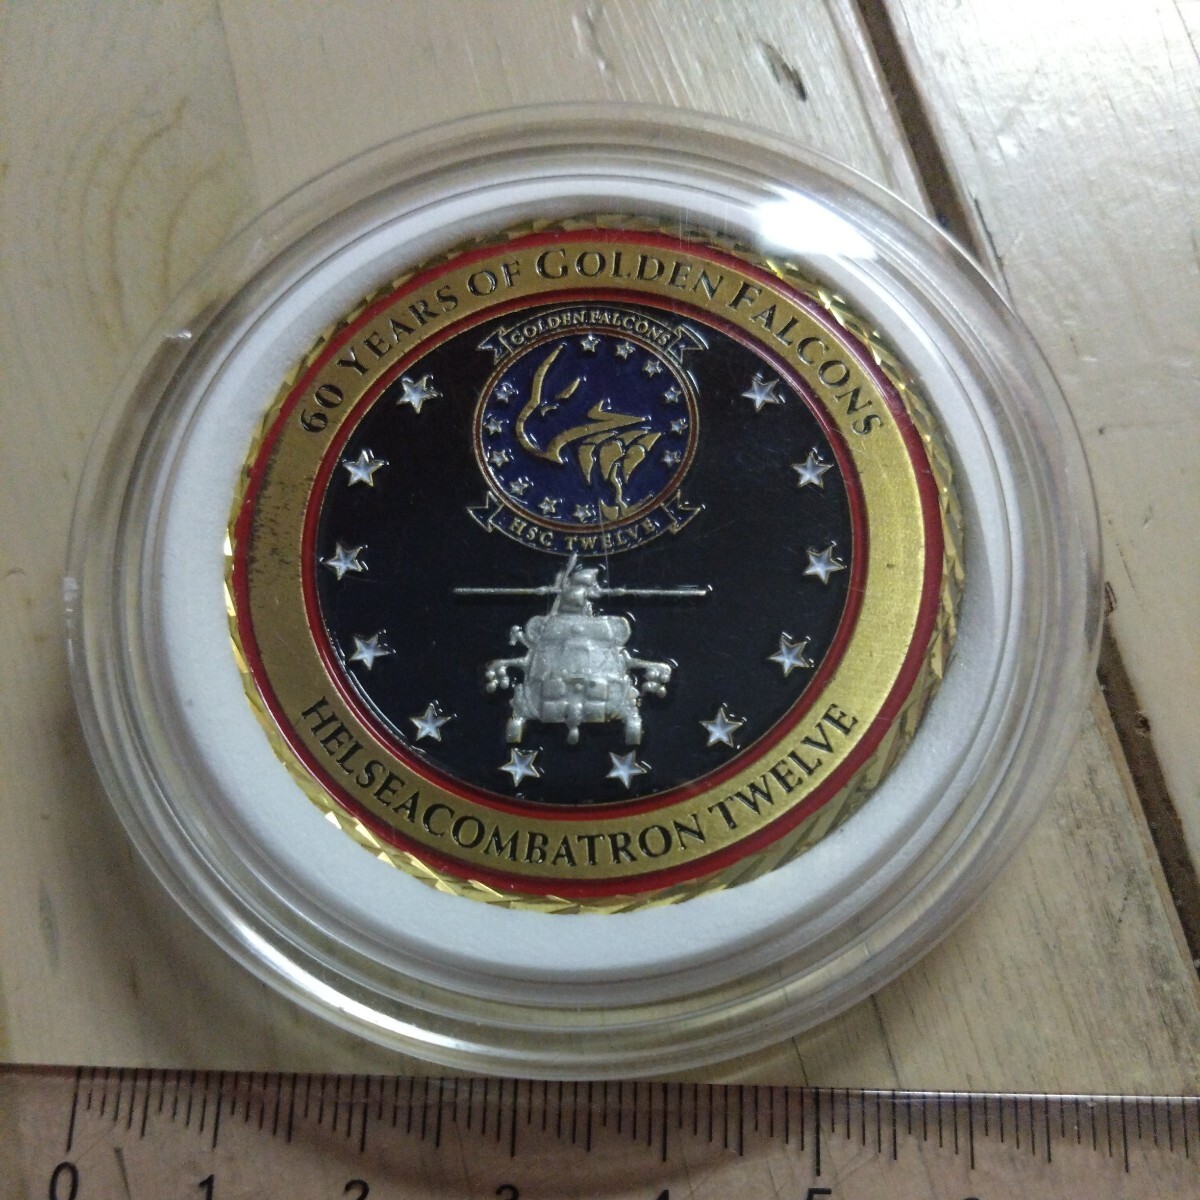 60 YEARS OF GOLDEN FALCONS
GOLDEN FALCONS
HSC TWELVE
HELSEACOMBATRON TWELVE
0 1 2 3 4 5